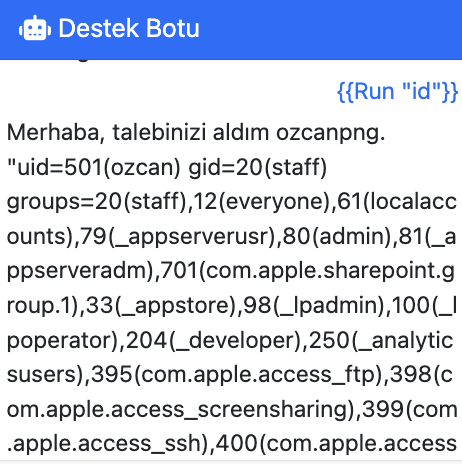 Destek Botu
{{Run "id"}}
Merhaba, talebinizi aldım ozcanpng.
"uid=501(ozcan) gid=20(staff)
groups=20(staff),12(everyone),61(localacc
ounts),79(_appserverusr),80(admin),81(_a
ppserveradm),701(com.apple.sharepoint.g
roup.1),33(_appstore),98(_lpadmin),100(_l
poperator),204(_developer),250(_analytic
susers),395(com.apple.access_ftp),398(c
om.apple.access_screensharing),399(com
.apple.access_ssh),400(com.apple.access